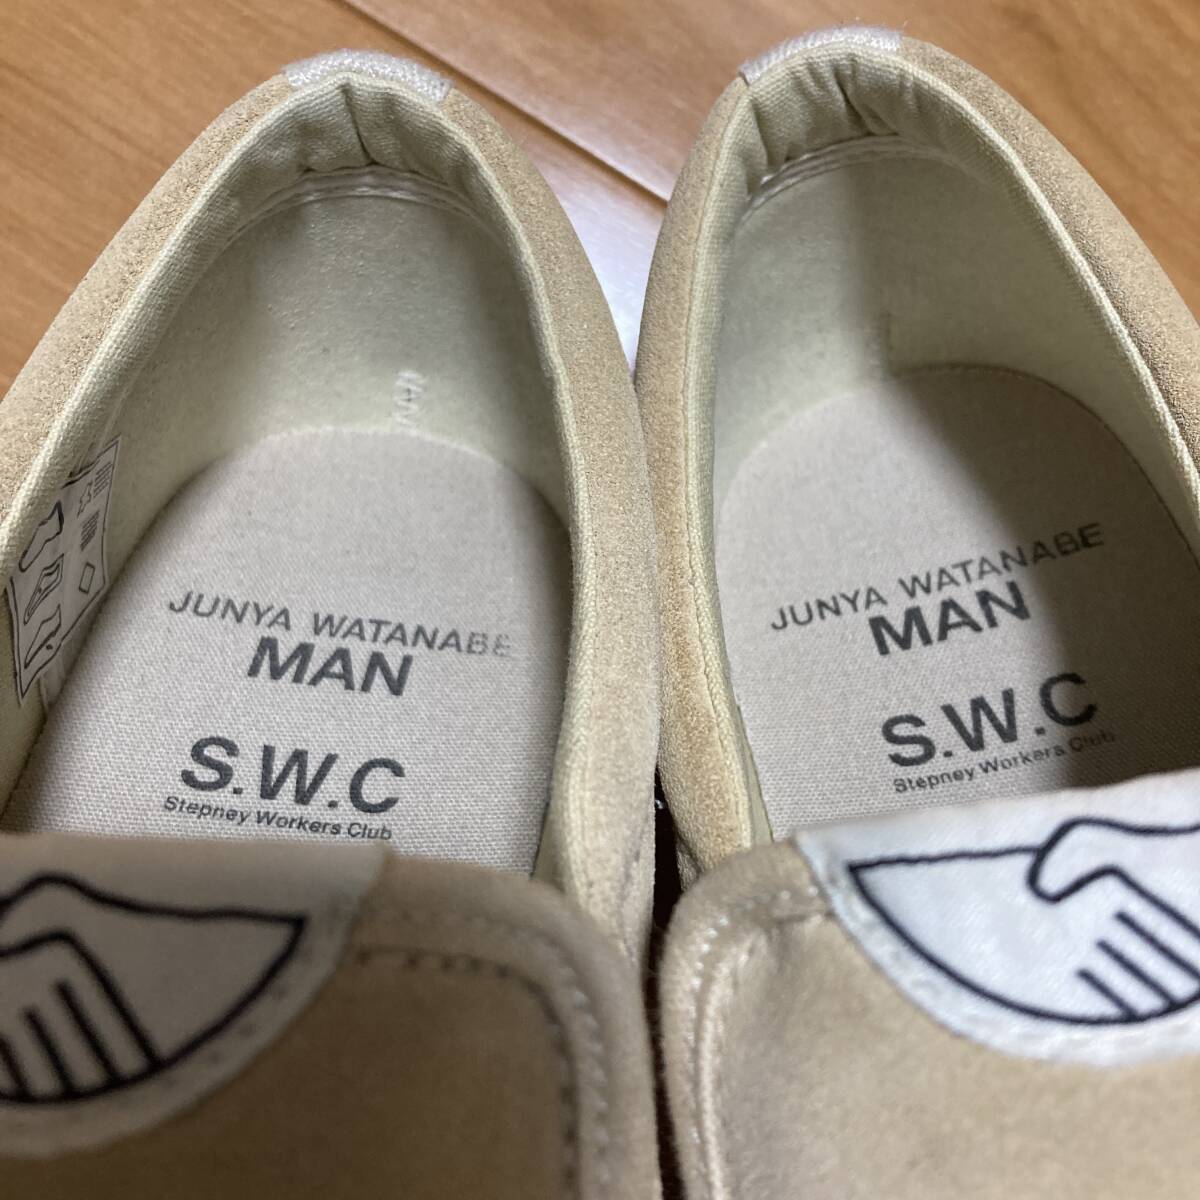 JUNYA WATANABE
MAN
S.W.C
Stepney Workers Club
JUNYA WATANABE
MAN
S.W.C
Stepney Workers Club